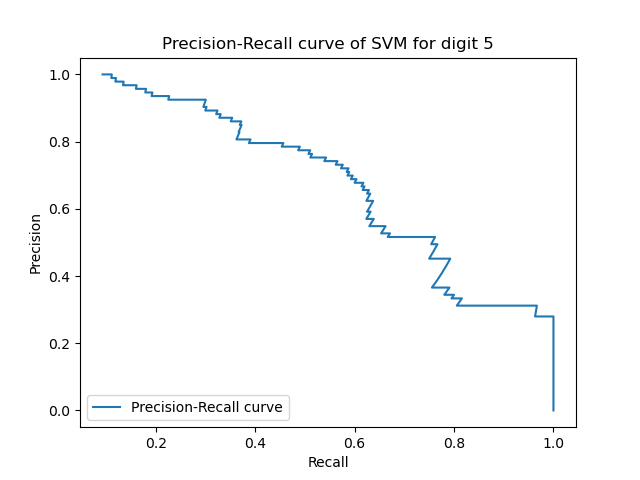 Precision-Recall curve of SVM for digit 5
1.0
0.8
0.6
0.4
0.2
0.0
Precision
Precision-Recall curve
0.2 0.4 0.6 0.8 1.0
Recall